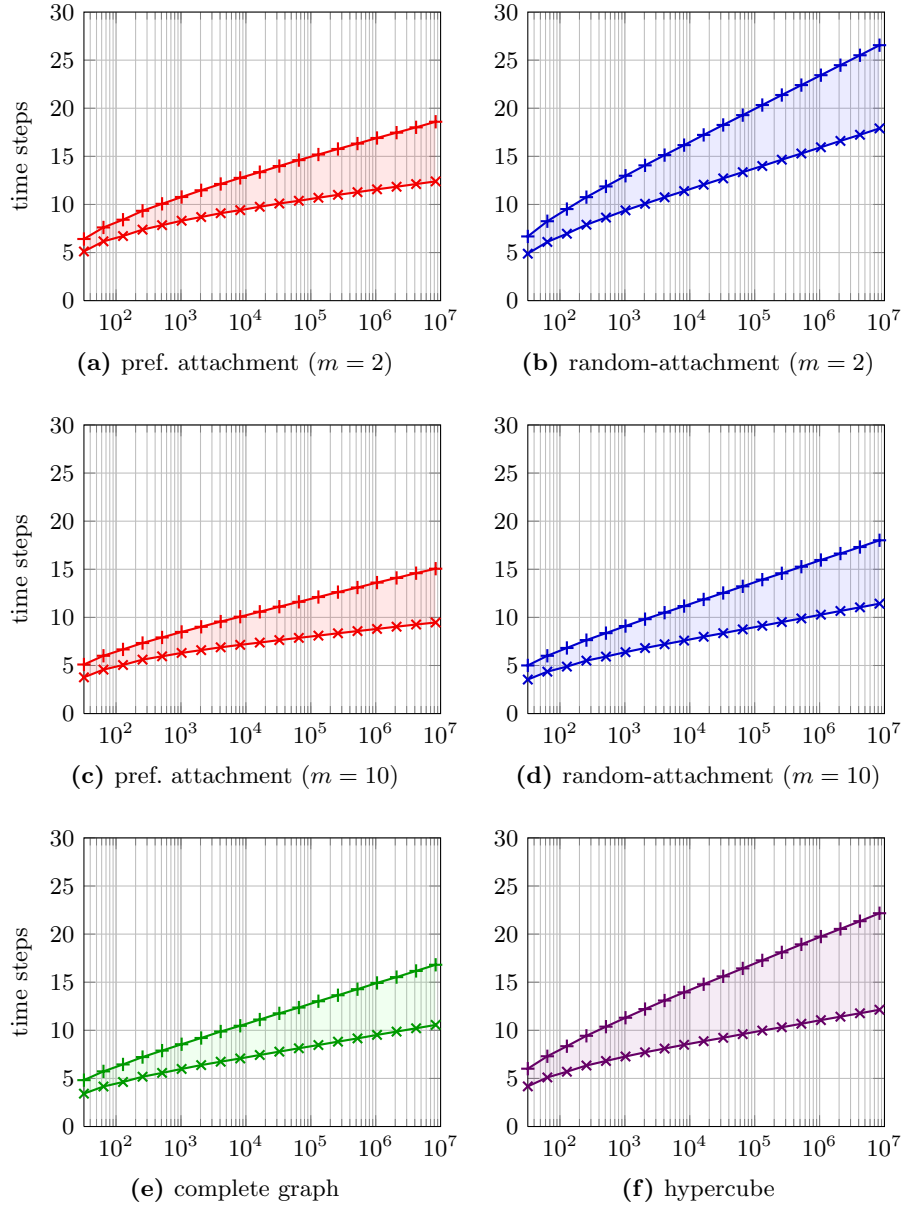 30
25
20
15
10
5
0
time steps
10^2 10^3 10^4 10^5 10^6 10^7
(a) pref. attachment (m = 2)
30
25
20
15
10
5
0
10^2 10^3 10^4 10^5 10^6 10^7
(b) random-attachment (m = 2)
30
25
20
15
10
5
0
time steps
10^2 10^3 10^4 10^5 10^6 10^7
(c) pref. attachment (m = 10)
30
25
20
15
10
5
0
10^2 10^3 10^4 10^5 10^6 10^7
(d) random-attachment (m = 10)
30
25
20
15
10
5
0
time steps
10^2 10^3 10^4 10^5 10^6 10^7
(e) complete graph
30
25
20
15
10
5
0
10^2 10^3 10^4 10^5 10^6 10^7
(f) hypercube